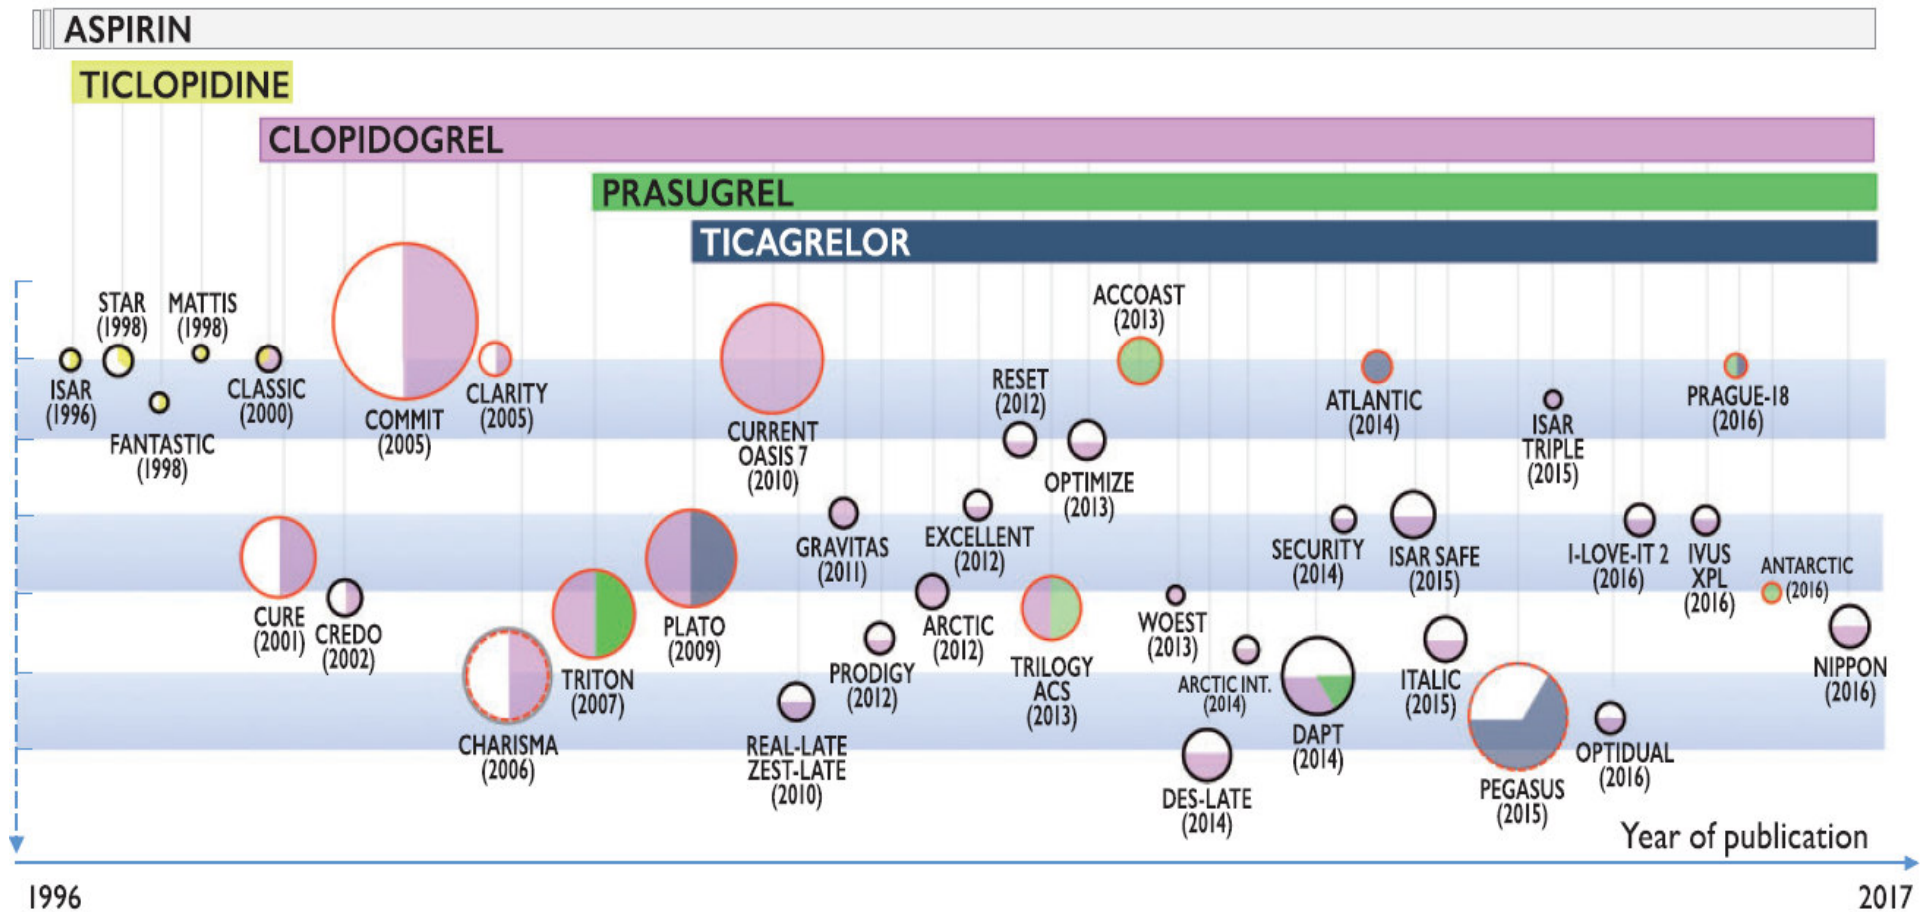 ASPIRIN
TICLOPIDINE
CLOPIDOGREL
PRASUGREL
TICAGRELOR
ISAR
(1996)
STAR
(1998)
FANTASTIC
(1998)
MATTIS
(1998)
CLASSIC
(2000)
COMMIT
(2005)
CLARITY
(2005)
CURRENT
OASIS 7
(2010)
RESET
(2012)
OPTIMIZE
(2013)
ACCOAST
(2013)
ATLANTIC
(2014)
ISAR
TRIPLE
(2015)
PRAGUE-18
(2016)
CURE
(2001)
CREDO
(2002)
CHARISMA
(2006)
TRITON
(2007)
PLATO
(2009)
REAL-LATE
ZEST-LATE
(2010)
GRAVITAS
(2011)
PRODIGY
(2012)
ARCTIC
(2012)
EXCELLENT
(2012)
TRILOGY
ACS
(2013)
WOEST
(2013)
DES-LATE
(2014)
ARCTIC INT.
(2014)
DAPT
(2014)
SECURITY
(2014)
ISAR SAFE
(2015)
ITALIC
(2015)
PEGASUS
(2015)
OPTIDUAL
(2016)
I-LOVE-IT 2
(2016)
IVUS
XPL
(2016)
ANTARCTIC
(2016)
NIPPON
(2016)
Year of publication
1996
2017